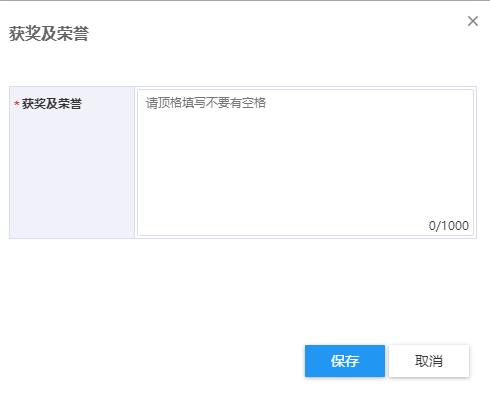 获奖及荣誉
* 获奖及荣誉
请顶格填写不要有空格
0/1000
保存
取消